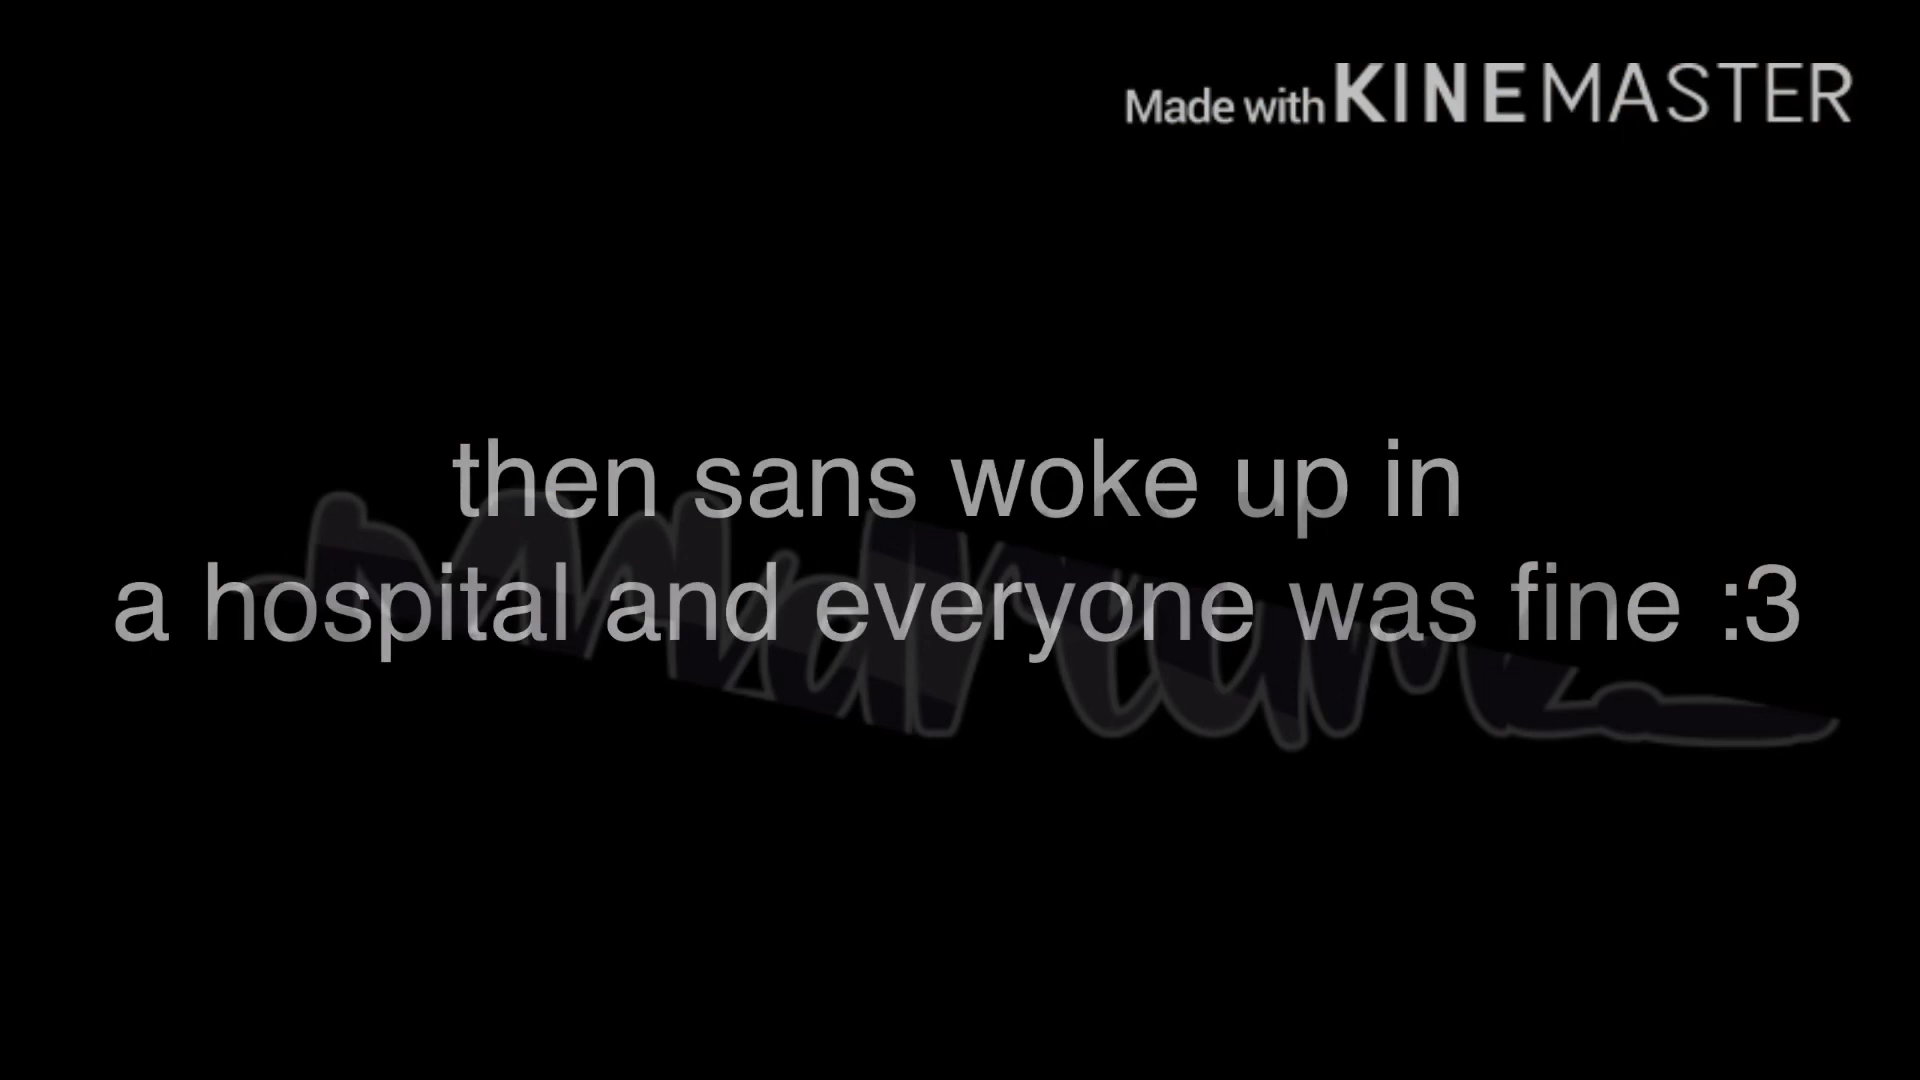 Made with KINEMASTER
then sans woke up in
a hospital and everyone was fine :3